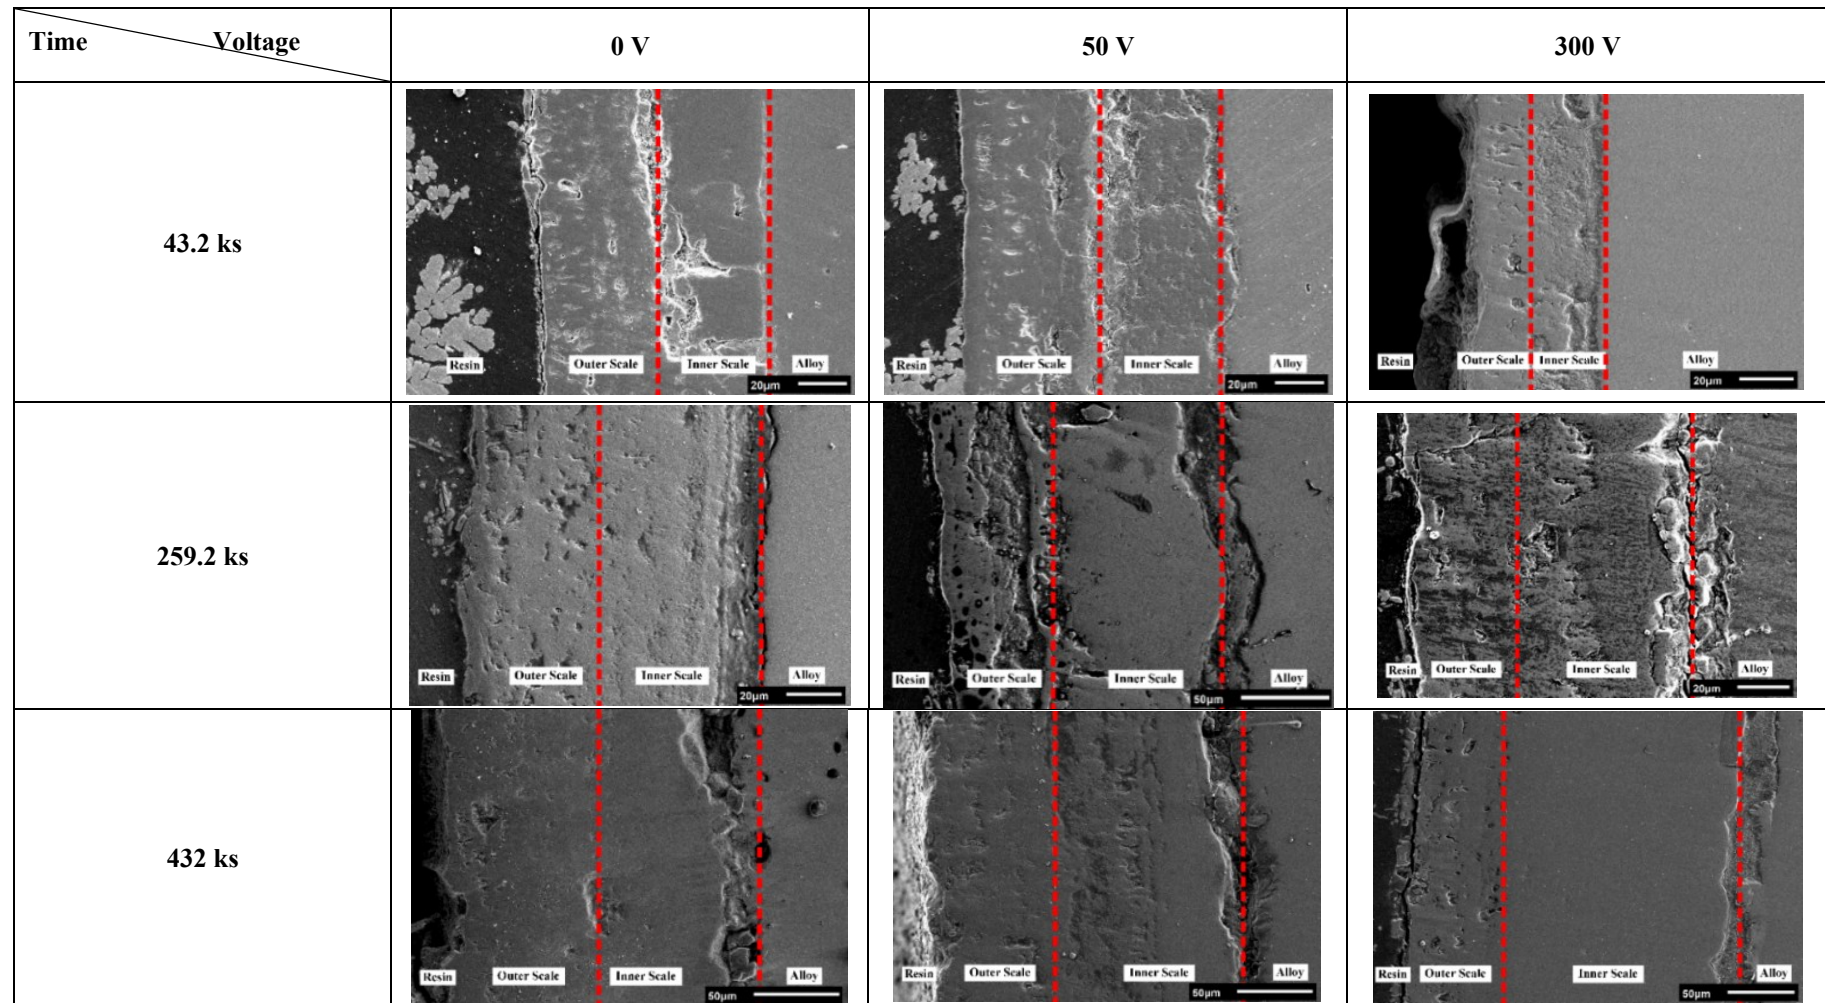 Time Voltage 0 V 50 V 300 V
43.2 ks
Resin Outer Scale Inner Scale Alloy
20µm
Resin Outer Scale Inner Scale Alloy
20µm
Resin Outer Scale Inner Scale Alloy
20µm
259.2 ks
Resin Outer Scale Inner Scale Alloy
20µm
Resin Outer Scale Inner Scale Alloy
50µm
Resin Outer Scale Inner Scale Alloy
20µm
432 ks
Resin Outer Scale Inner Scale Alloy
50µm
Resin Outer Scale Inner Scale Alloy
50µm
Resin Outer Scale Inner Scale Alloy
50µm